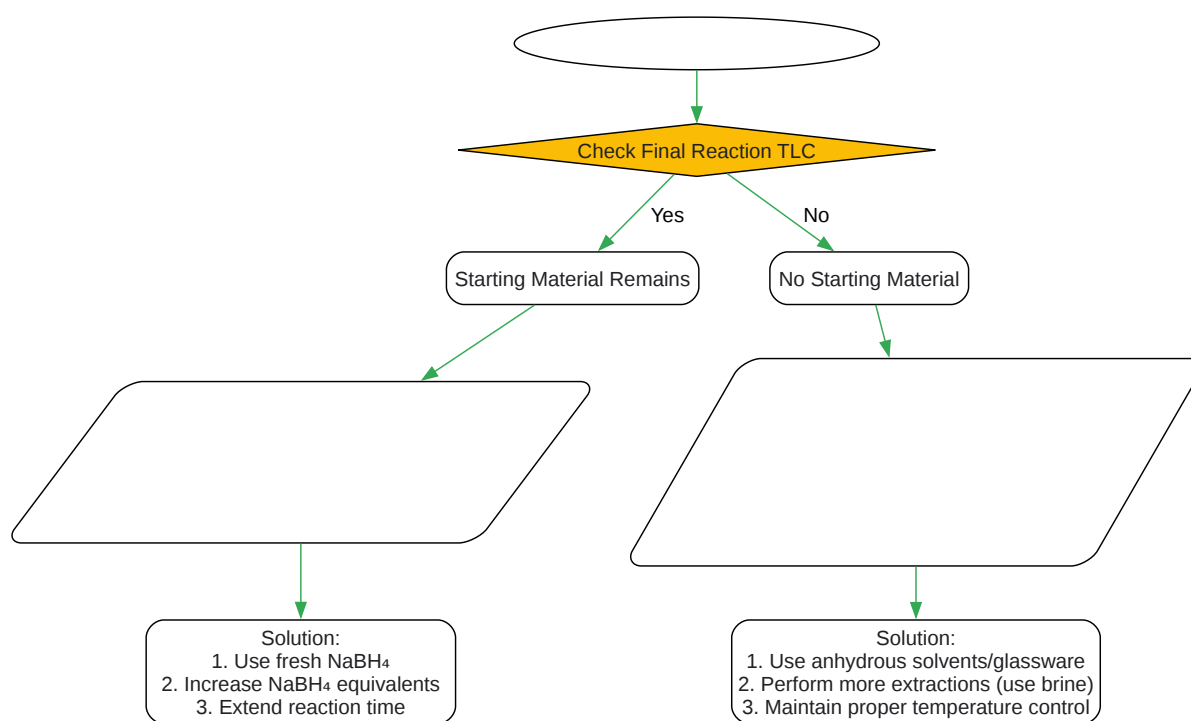 Check Final Reaction TLC
Yes
No
Starting Material Remains
No Starting Material
Solution:
1. Use fresh NaBH₄
2. Increase NaBH₄ equivalents
3. Extend reaction time
Solution:
1. Use anhydrous solvents/glassware
2. Perform more extractions (use brine)
3. Maintain proper temperature control